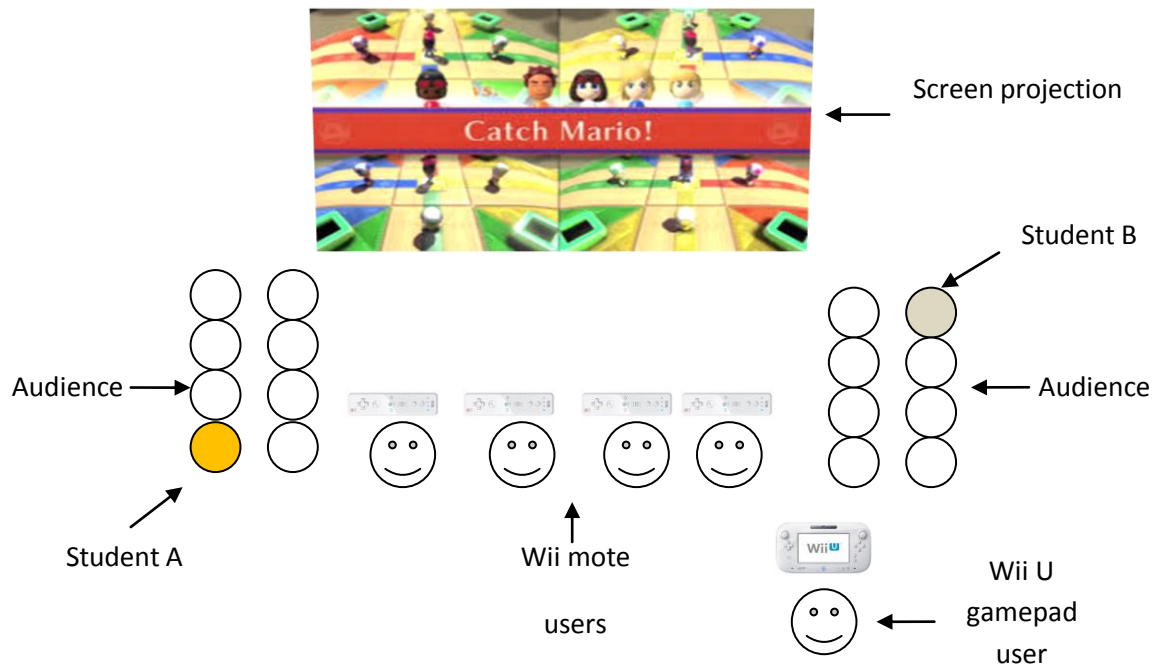 VS.
Catch Mario!
Screen projection
Student B
Audience
Audience
Student A
Wii mote
users
Wii U
Wii U
gamepad
user